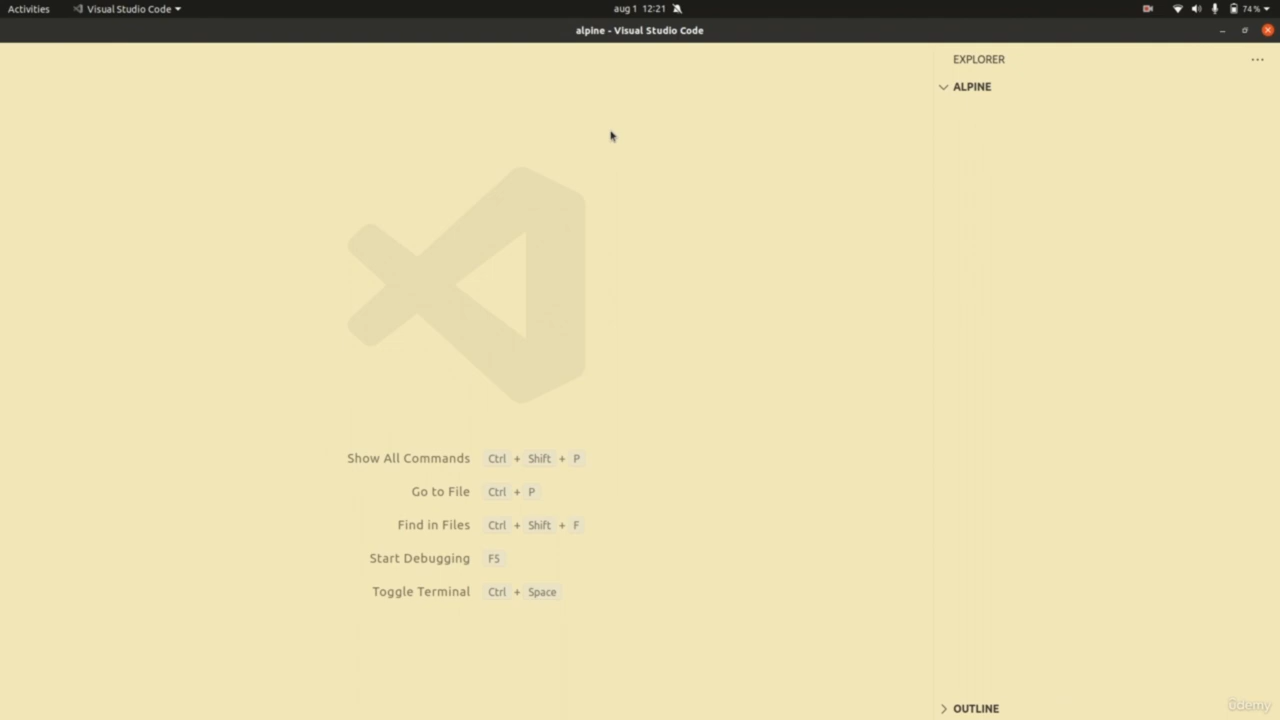 Activities
Visual Studio Code
aug 1 12:21
74%
alpine - Visual Studio Code
EXPLORER
ALPINE
Show All Commands Ctrl + Shift + P
Go to File Ctrl + P
Find in Files Ctrl + Shift + F
Start Debugging F5
Toggle Terminal Ctrl + Space
OUTLINE
ûdemy